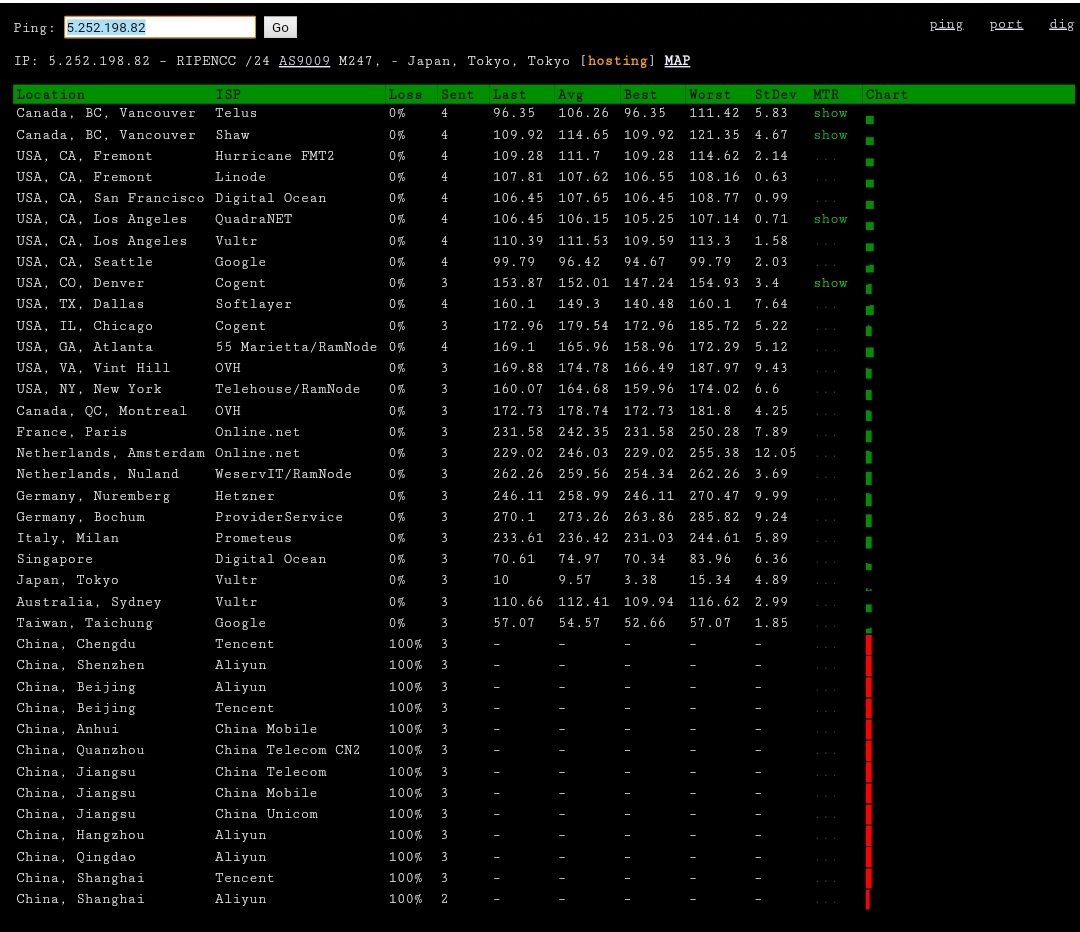 Ping: 5.252.198.82 Go ping port dig
IP: 5.252.198.82 – RIPENCC /24 AS9009 M247, - Japan, Tokyo, Tokyo [hosting] MAP
Location ISP Loss Sent Last Avg Best Worst StDev MTR Chart
Canada, BC, Vancouver Telus 0% 4 96.35 106.26 96.35 111.42 5.83 show
Canada, BC, Vancouver Shaw 0% 4 109.92 114.65 109.92 121.35 4.67 show
USA, CA, Fremont Hurricane FMT2 0% 4 109.28 111.7 109.28 114.62 2.14 ...
USA, CA, Fremont Linode 0% 4 107.81 107.62 106.55 108.16 0.63 ...
USA, CA, San Francisco Digital Ocean 0% 4 106.45 107.65 106.45 108.77 0.99 ...
USA, CA, Los Angeles QuadraNET 0% 4 106.45 106.15 105.25 107.14 0.71 show
USA, CA, Los Angeles Vultr 0% 4 110.39 111.53 109.59 113.3 1.58 ...
USA, CA, Seattle Google 0% 4 99.79 96.42 94.67 99.79 2.03 ...
USA, CO, Denver Cogent 0% 3 153.87 152.01 147.24 154.93 3.4 show
USA, TX, Dallas Softlayer 0% 4 160.1 149.3 140.48 160.1 7.64 ...
USA, IL, Chicago Cogent 0% 3 172.96 179.54 172.96 185.72 5.22 ...
USA, GA, Atlanta 55 Marietta/RamNode 0% 4 169.1 165.96 158.96 172.29 5.12 ...
USA, VA, Vint Hill OVH 0% 3 169.88 174.78 166.49 187.97 9.43 ...
USA, NY, New York Telehouse/RamNode 0% 3 160.07 164.68 159.96 174.02 6.6 ...
Canada, QC, Montreal OVH 0% 3 172.73 178.74 172.73 181.8 4.25 ...
France, Paris Online.net 0% 3 231.58 242.35 231.58 250.28 7.89 ...
Netherlands, Amsterdam Online.net 0% 3 229.02 246.03 229.02 255.38 12.05 ...
Netherlands, Nuland WeservIT/RamNode 0% 3 262.26 259.56 254.34 262.26 3.69 ...
Germany, Nuremberg Hetzner 0% 3 246.11 258.99 246.11 270.47 9.99 ...
Germany, Bochum ProviderService 0% 3 270.1 273.26 263.86 285.82 9.24 ...
Italy, Milan Prometeus 0% 3 233.61 236.42 231.03 244.61 5.89 ...
Singapore Digital Ocean 0% 3 70.61 74.97 70.34 83.96 6.36 ...
Japan, Tokyo Vultr 0% 3 10 9.57 3.38 15.34 4.89 ...
Australia, Sydney Vultr 0% 3 110.66 112.41 109.94 116.62 2.99 ...
Taiwan, Taichung Google 0% 3 57.07 54.57 52.66 57.07 1.85 ...
China, Chengdu Tencent 100% 3 – – – – – ...
China, Shenzhen Aliyun 100% 3 – – – – – ...
China, Beijing Aliyun 100% 3 – – – – – ...
China, Beijing Tencent 100% 3 – – – – – ...
China, Anhui China Mobile 100% 3 – – – – – ...
China, Quanzhou China Telecom CN2 100% 3 – – – – – ...
China, Jiangsu China Telecom 100% 3 – – – – – ...
China, Jiangsu China Mobile 100% 3 – – – – – ...
China, Jiangsu China Unicom 100% 3 – – – – – ...
China, Hangzhou Aliyun 100% 3 – – – – – ...
China, Qingdao Aliyun 100% 3 – – – – – ...
China, Shanghai Tencent 100% 3 – – – – – ...
China, Shanghai Aliyun 100% 2 – – – – – ...